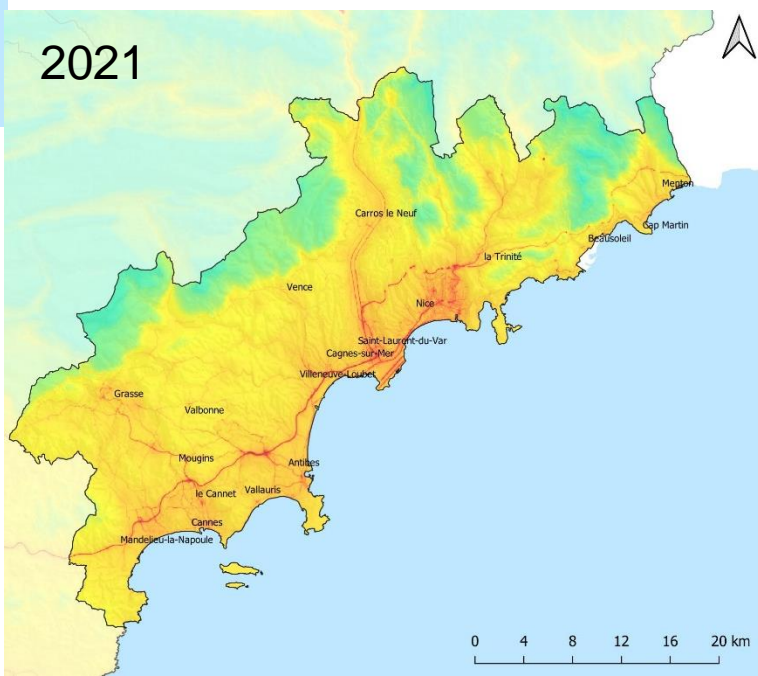 2021
Menton
Carros le Neuf
Cap Martin
Beausoleil
la Trinité
Vence
Nice
Saint-Laurent-du-Var
Cagnes-sur-Mer
Villeneuve-Loubet
Grasse
Valbonne
Mougins
Antibes
le Cannet
Vallauris
Cannes
Mandelieu-la-Napoule
0 4 8 12 16 20 km